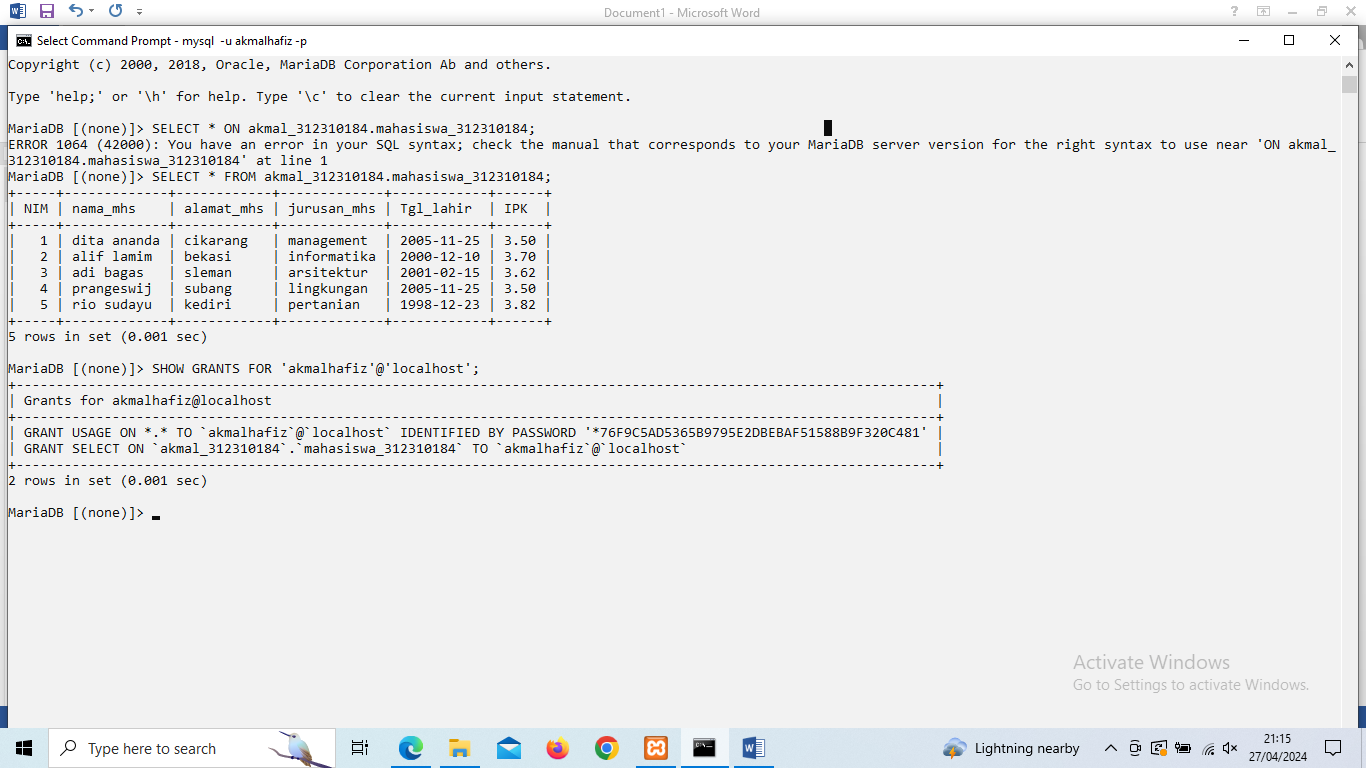 Document1 - Microsoft Word
Select Command Prompt - mysql  -u akmalhafiz -p
Copyright (c) 2000, 2018, Oracle, MariaDB Corporation Ab and others.
Type 'help;' or '\h' for help. Type '\c' to clear the current input statement.
MariaDB [(none)]> SELECT * ON akmal_312310184.mahasiswa_312310184;
ERROR 1064 (42000): You have an error in your SQL syntax; check the manual that corresponds to your MariaDB server version for the right syntax to use near 'ON akmal_
312310184.mahasiswa_312310184' at line 1
MariaDB [(none)]> SELECT * FROM akmal_312310184.mahasiswa_312310184;
+-----+-------------+------------+-------------+------------+------+
| NIM | nama_mhs    | alamat_mhs | jurusan_mhs | Tgl_lahir  | IPK  |
+-----+-------------+------------+-------------+------------+------+
|   1 | dita ananda | cikarang   | management  | 2005-11-25 | 3.50 |
|   2 | alif lamim  | bekasi     | informatika | 2000-12-10 | 3.70 |
|   3 | adi bagas   | sleman     | arsitektur  | 2001-02-15 | 3.62 |
|   4 | prangeswij  | subang     | lingkungan  | 2005-11-25 | 3.50 |
|   5 | rio sudayu  | kediri     | pertanian   | 1998-12-23 | 3.82 |
+-----+-------------+------------+-------------+------------+------+
5 rows in set (0.001 sec)
MariaDB [(none)]> SHOW GRANTS FOR 'akmalhafiz'@'localhost';
+-------------------------------------------------------------------------------------------------------------------+
| Grants for akmalhafiz@localhost                                                                                   |
+-------------------------------------------------------------------------------------------------------------------+
| GRANT USAGE ON *.* TO `akmalhafiz`@`localhost` IDENTIFIED BY PASSWORD '*76F9C5AD5365B9795E2DBEBAF51588B9F320C481' |
| GRANT SELECT ON `akmal_312310184`.`mahasiswa_312310184` TO `akmalhafiz`@`localhost`                               |
+-------------------------------------------------------------------------------------------------------------------+
2 rows in set (0.001 sec)
MariaDB [(none)]>
Activate Windows
Go to Settings to activate Windows.
Type here to search
Lightning nearby
21:15
27/04/2024